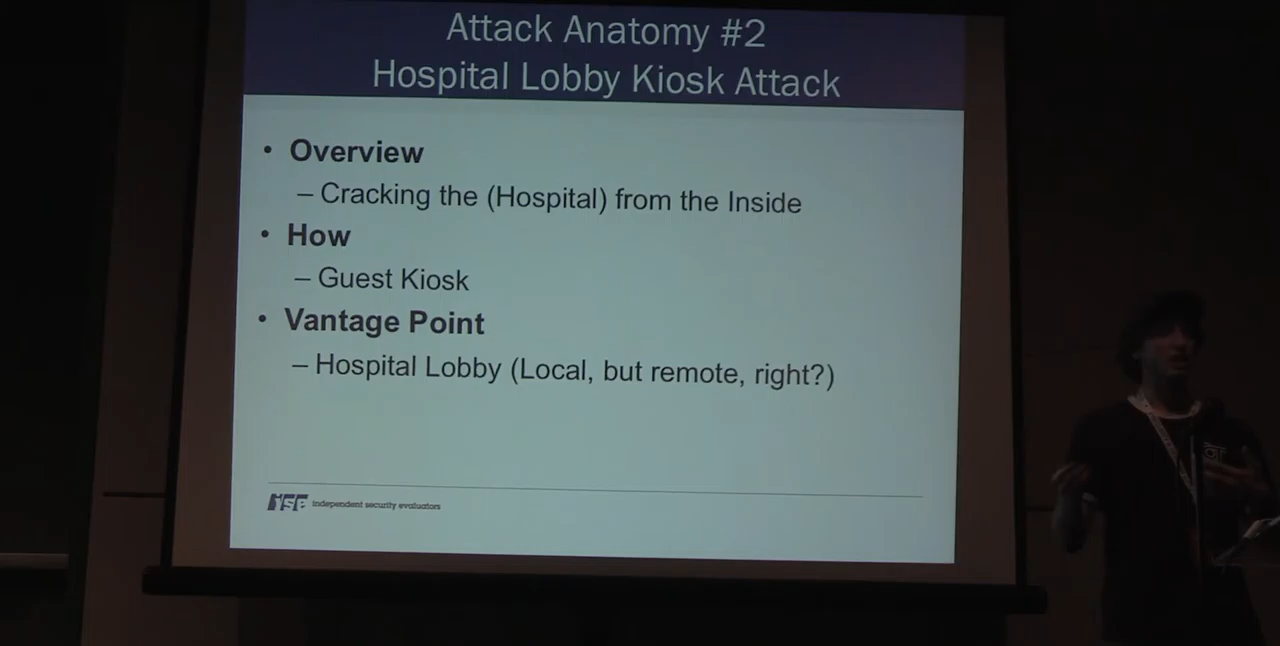 Attack Anatomy #2
Hospital Lobby Kiosk Attack
• Overview
– Cracking the (Hospital) from the Inside
• How
– Guest Kiosk
• Vantage Point
– Hospital Lobby (Local, but remote, right?)
ise independent security evaluators